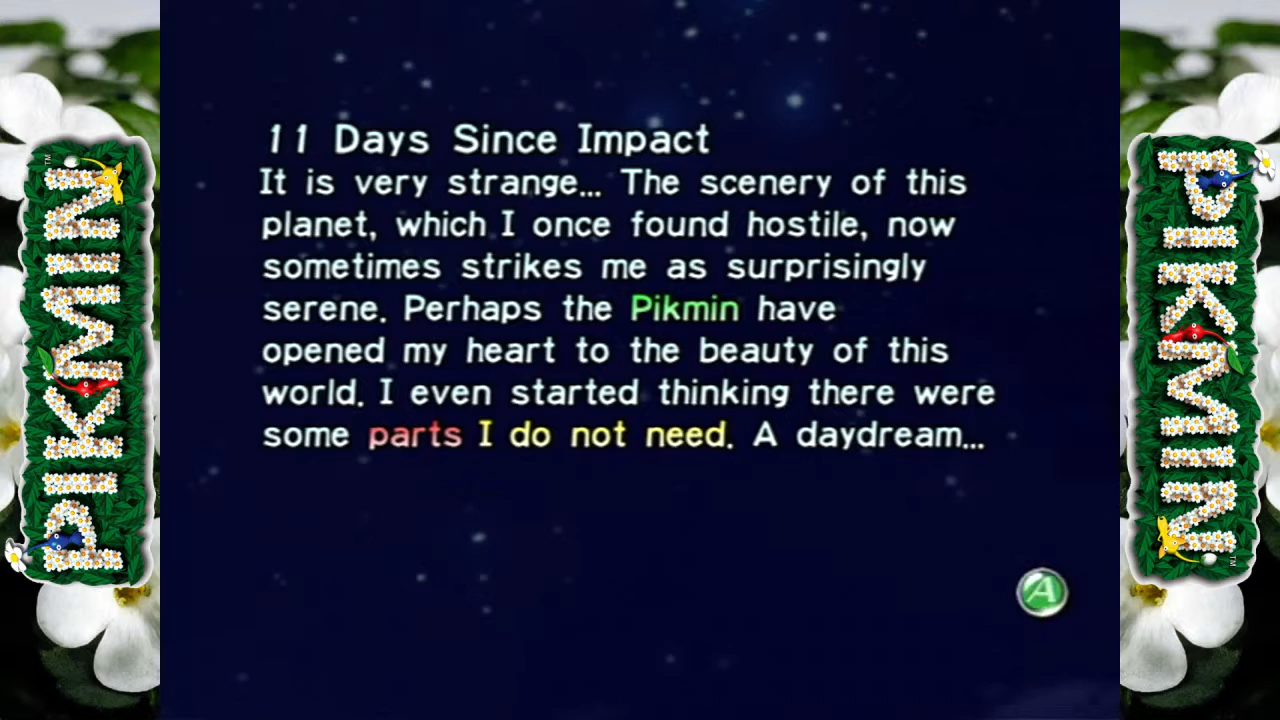 PIKMIN
TM
11 Days Since Impact
It is very strange... The scenery of this
planet, which I once found hostile, now
sometimes strikes me as surprisingly
serene. Perhaps the Pikmin have
opened my heart to the beauty of this
world. I even started thinking there were
some parts I do not need. A daydream...
A
PIKMIN
TM